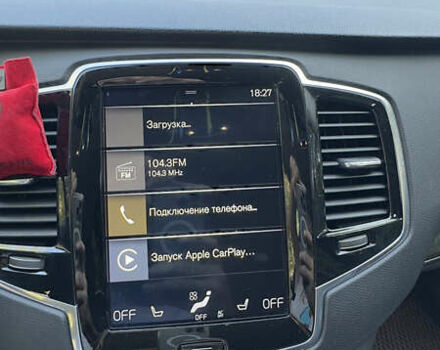 18:27
Загрузка...
FM
104.3FM
104.3 MHz
Подключение телефона...
Запуск Apple CarPlay...
OFF
OFF
OFF